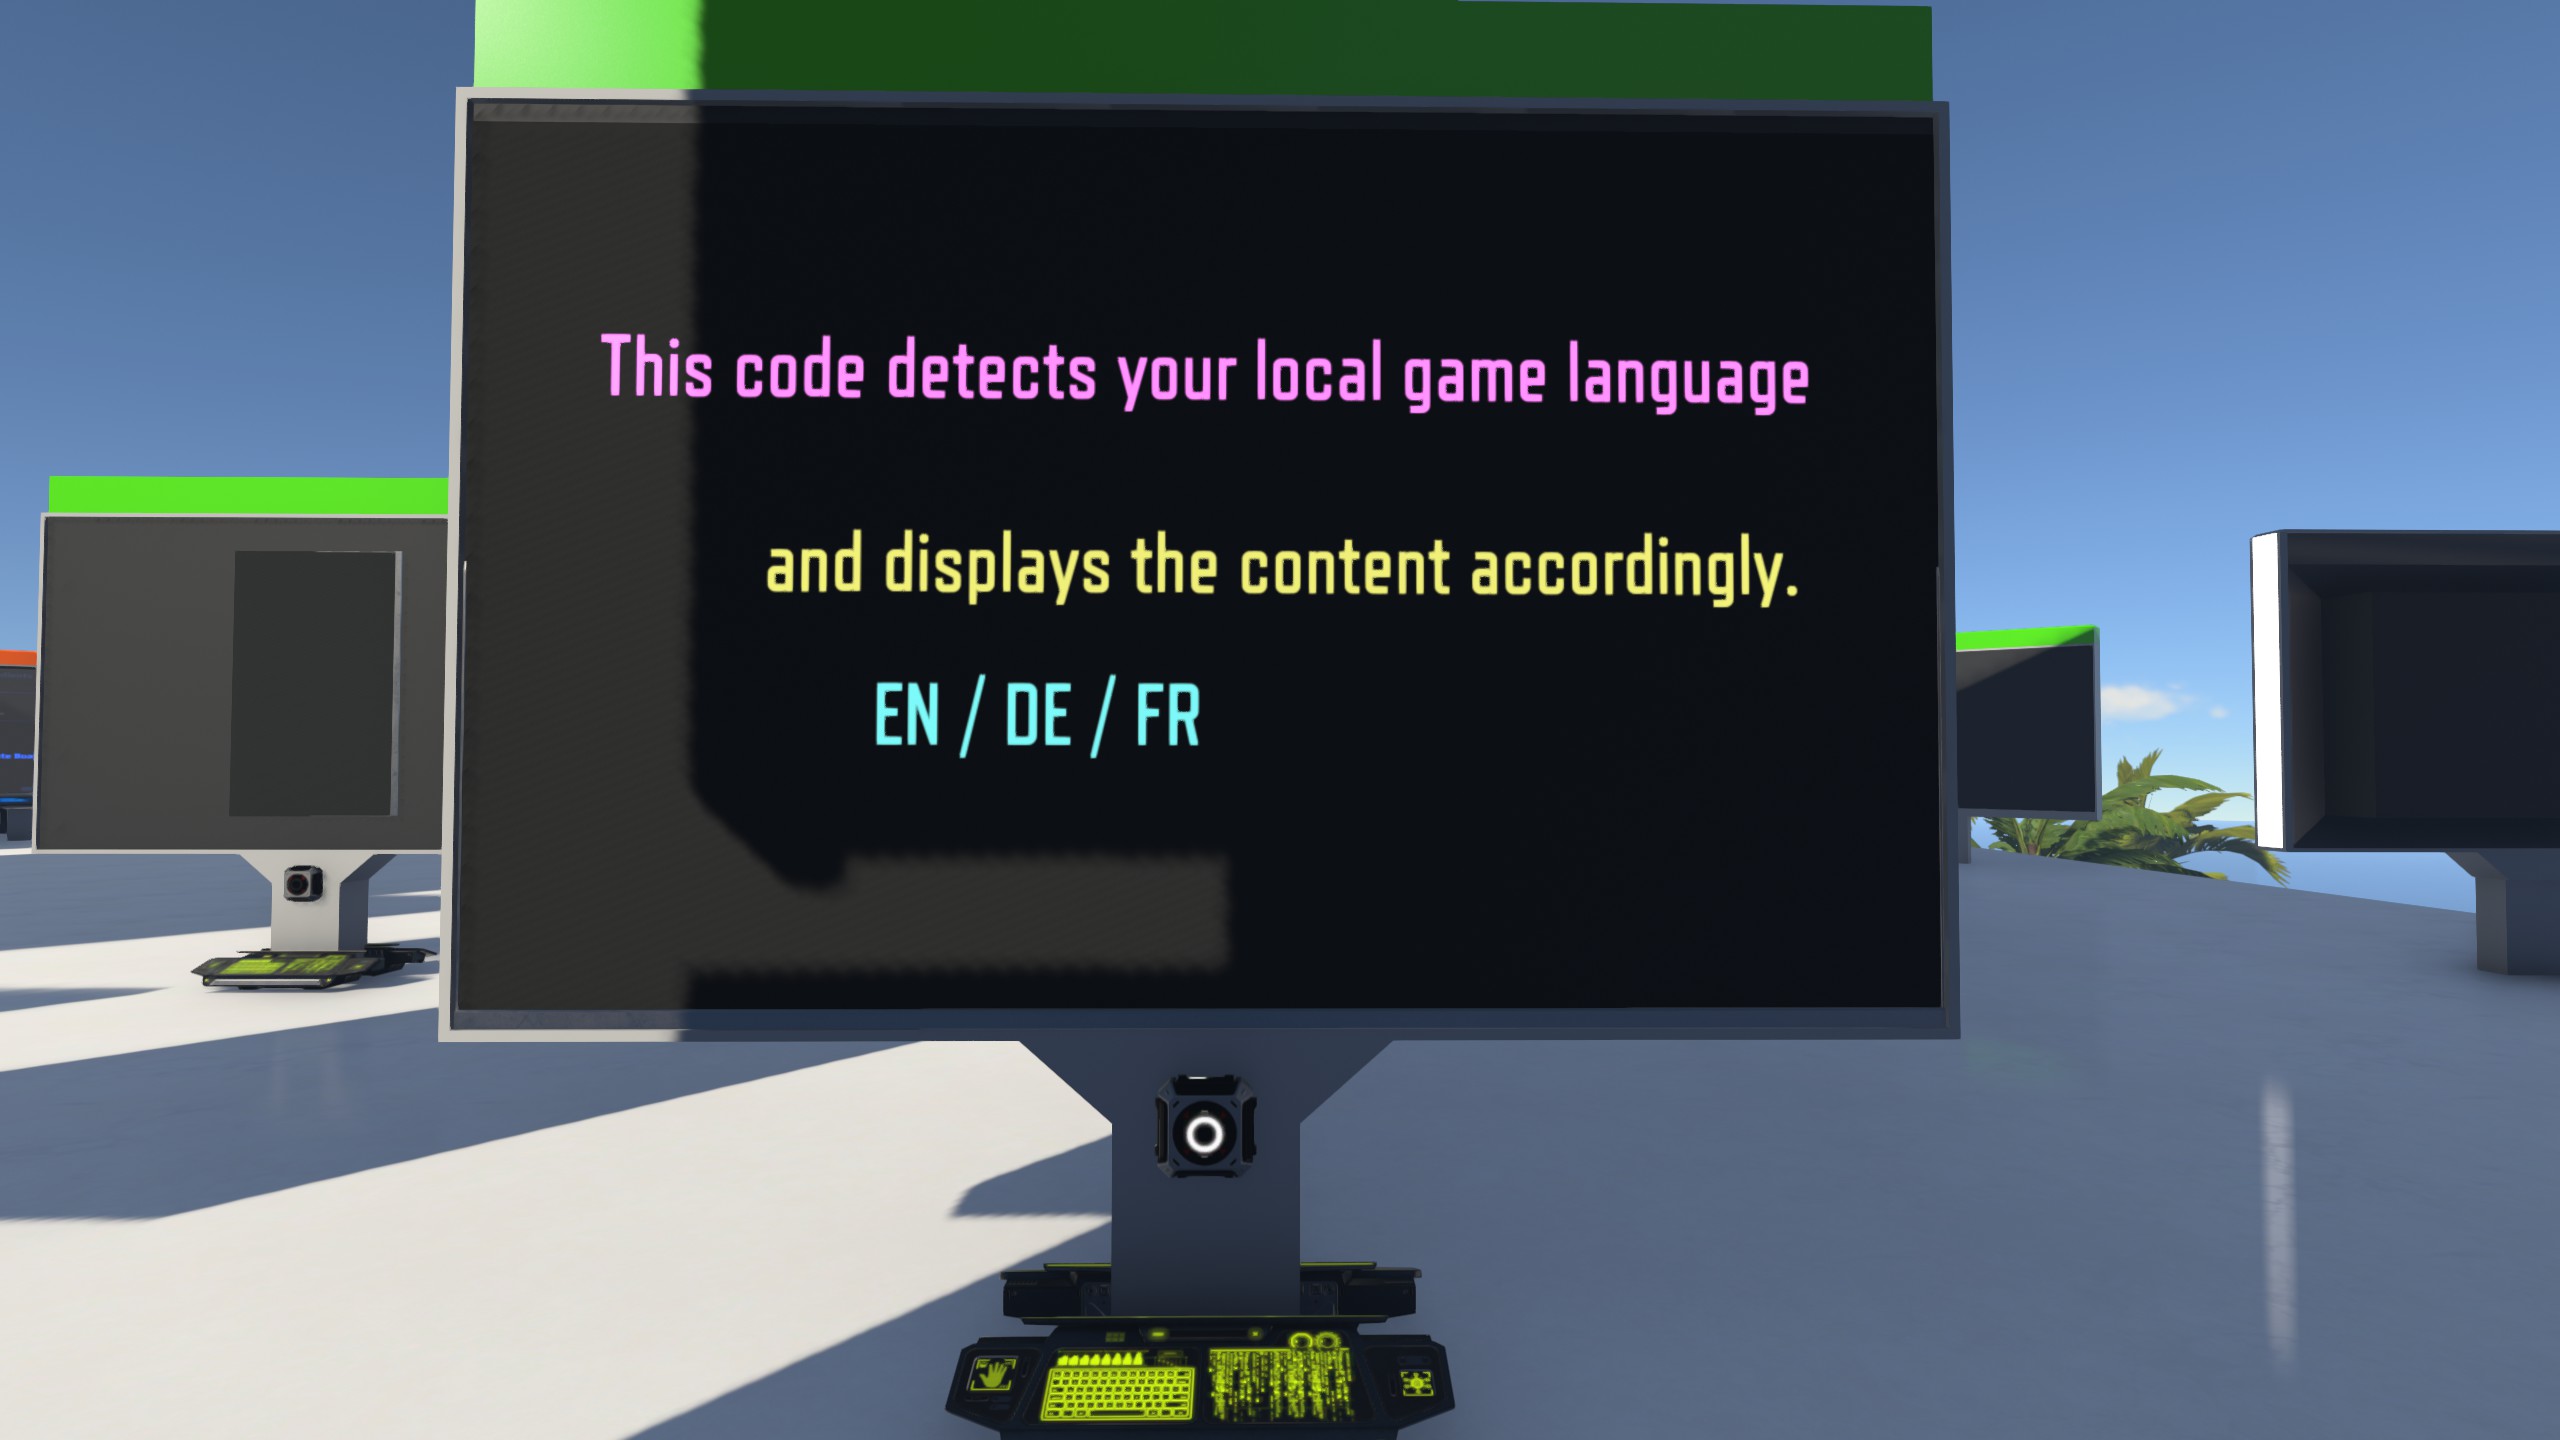 This code detects your local game language
and displays the content accordingly.
EN / DE / FR